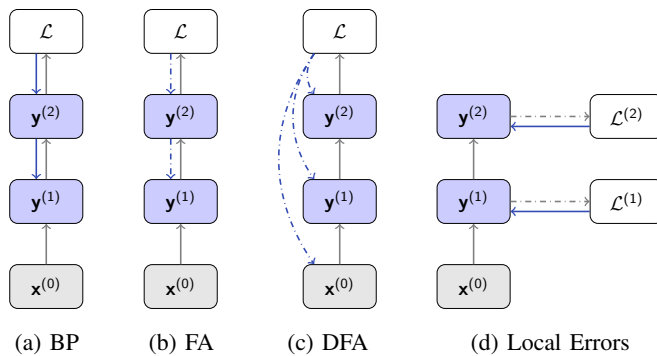 ℒ ℒ ℒ
y⁽²⁾ y⁽²⁾ y⁽²⁾ y⁽²⁾ ℒ⁽²⁾
y⁽¹⁾ y⁽¹⁾ y⁽¹⁾ y⁽¹⁾ ℒ⁽¹⁾
x⁽⁰⁾ x⁽⁰⁾ x⁽⁰⁾ x⁽⁰⁾
(a) BP (b) FA (c) DFA (d) Local Errors